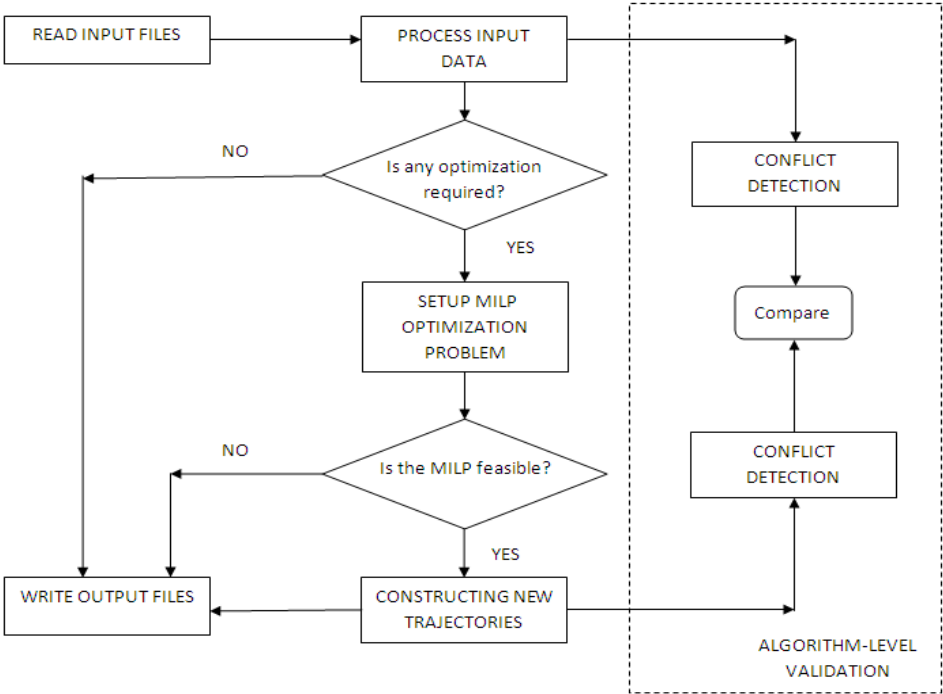 READ INPUT FILES
PROCESS INPUT
DATA
NO
Is any optimization
required?
CONFLICT
DETECTION
YES
SETUP MILP
OPTIMIZATION
PROBLEM
Compare
NO
Is the MILP feasible?
CONFLICT
DETECTION
YES
WRITE OUTPUT FILES
CONSTRUCTING NEW
TRAJECTORIES
ALGORITHM-LEVEL
VALIDATION